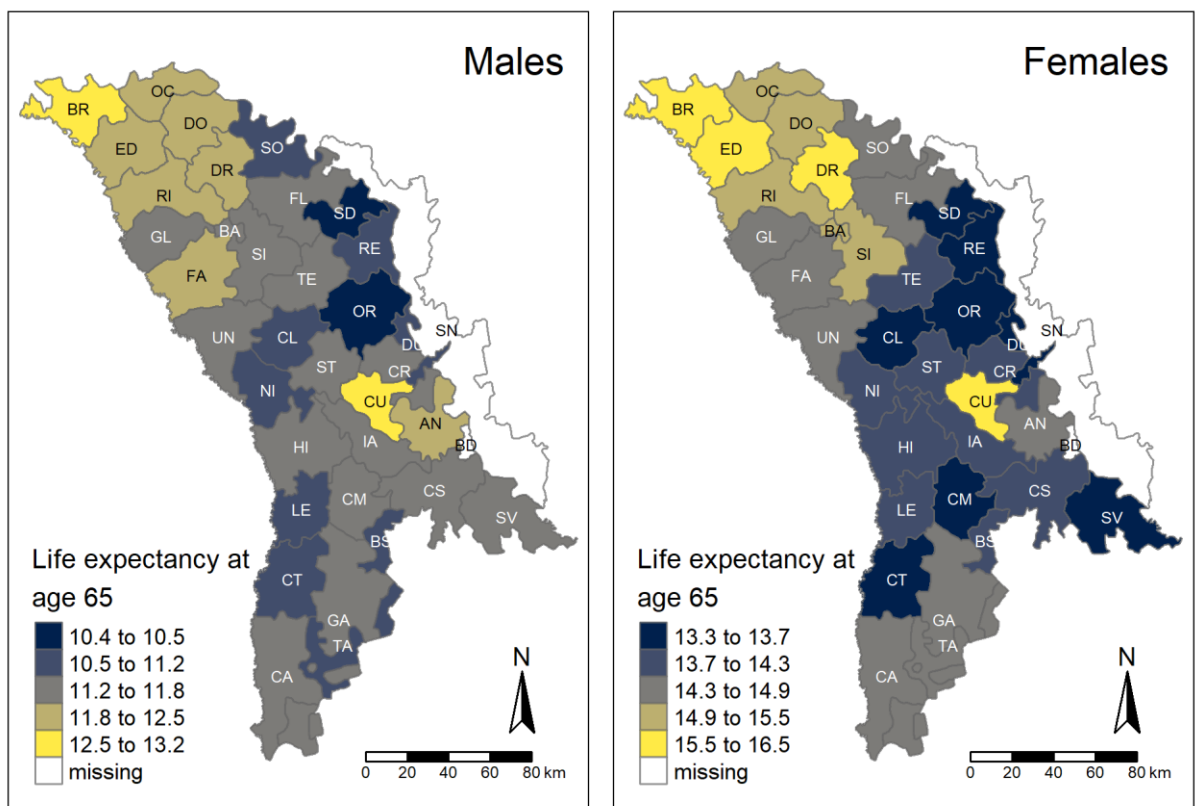 Males
BR
OC
DO
ED
SO
DR
RI
FL
SD
GL
BA
SI
RE
FA
TE
OR
UN
CL
SN
DU
ST
CR
NI
CU
AN
HI
IA
BD
LE
CM
CS
SV
BS
CT
GA
TA
CA
Life expectancy at
age 65
10.4 to 10.5
10.5 to 11.2
11.2 to 11.8
11.8 to 12.5
12.5 to 13.2
missing
N
0 20 40 60 80 km
Females
BR
OC
DO
ED
SO
DR
RI
FL
SD
GL
BA
SI
RE
FA
TE
OR
UN
CL
SN
DU
ST
CR
NI
CU
AN
HI
IA
BD
LE
CM
CS
SV
BS
CT
GA
TA
CA
Life expectancy at
age 65
13.3 to 13.7
13.7 to 14.3
14.3 to 14.9
14.9 to 15.5
15.5 to 16.5
missing
N
0 20 40 60 80 km